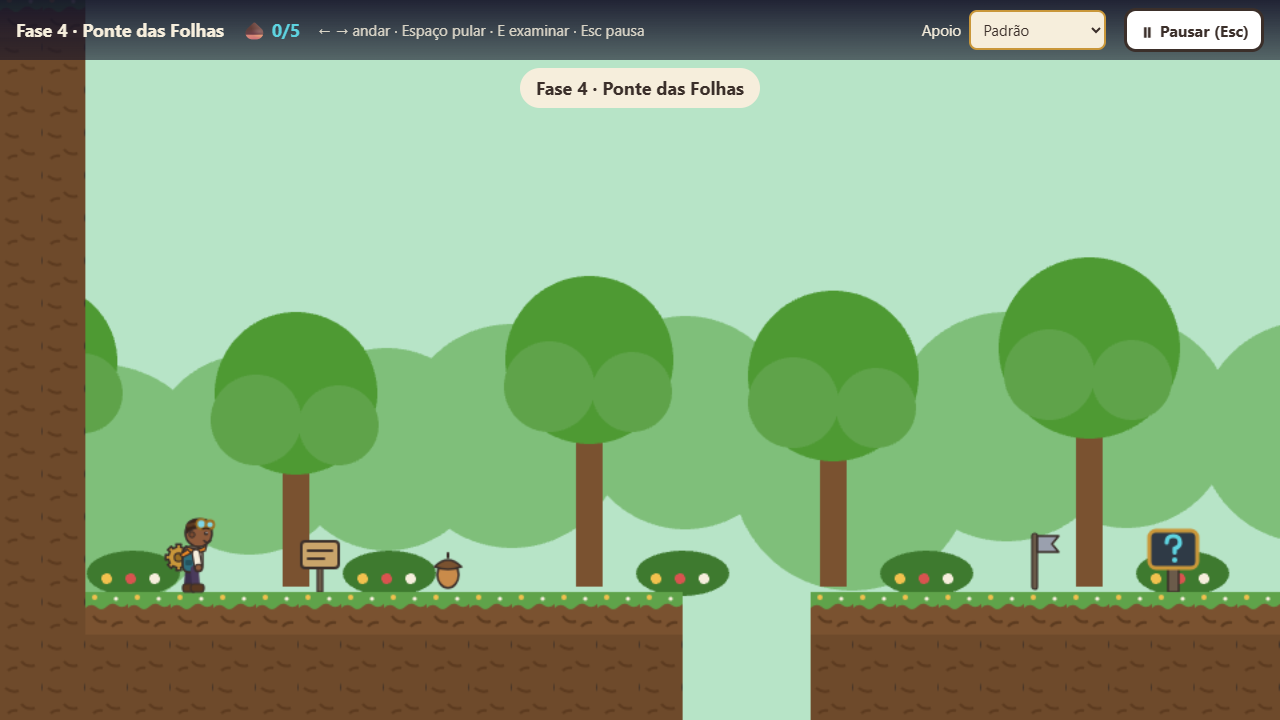 Fase 4 · Ponte das Folhas
0/5
←→ andar · Espaço pular · E examinar · Esc pausa
Apoio
Padrão
Pausar (Esc)
Fase 4 · Ponte das Folhas
?